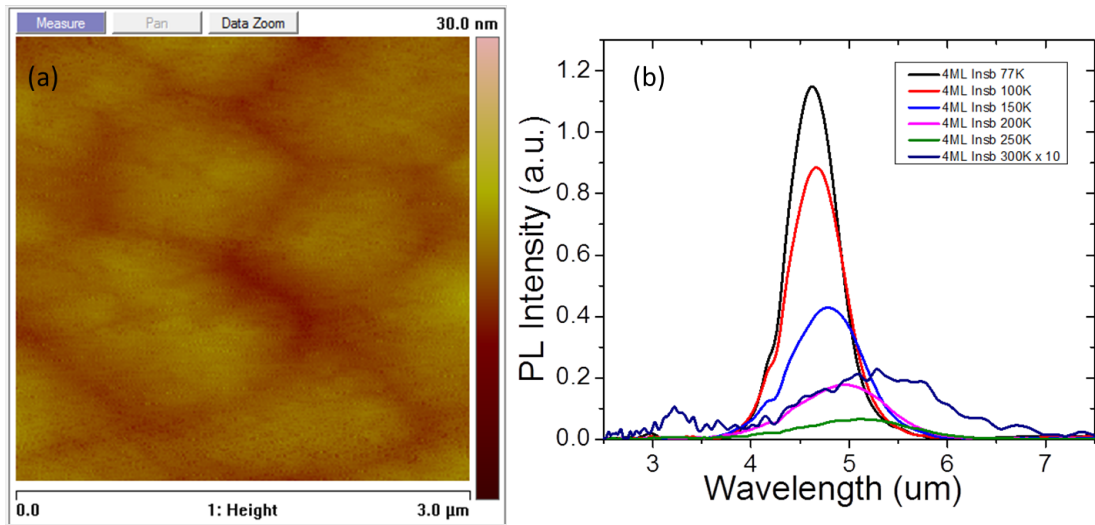 Measure Pan Data Zoom 30.0 nm
(a)
0.0 1: Height 3.0 µm
(b)
4ML Insb 77K
4ML Insb 100K
4ML Insb 150K
4ML Insb 200K
4ML Insb 250K
4ML Insb 300K x 10
PL Intensity (a.u.)
1.2
1.0
0.8
0.6
0.4
0.2
0.0
3 4 5 6 7
Wavelength (um)